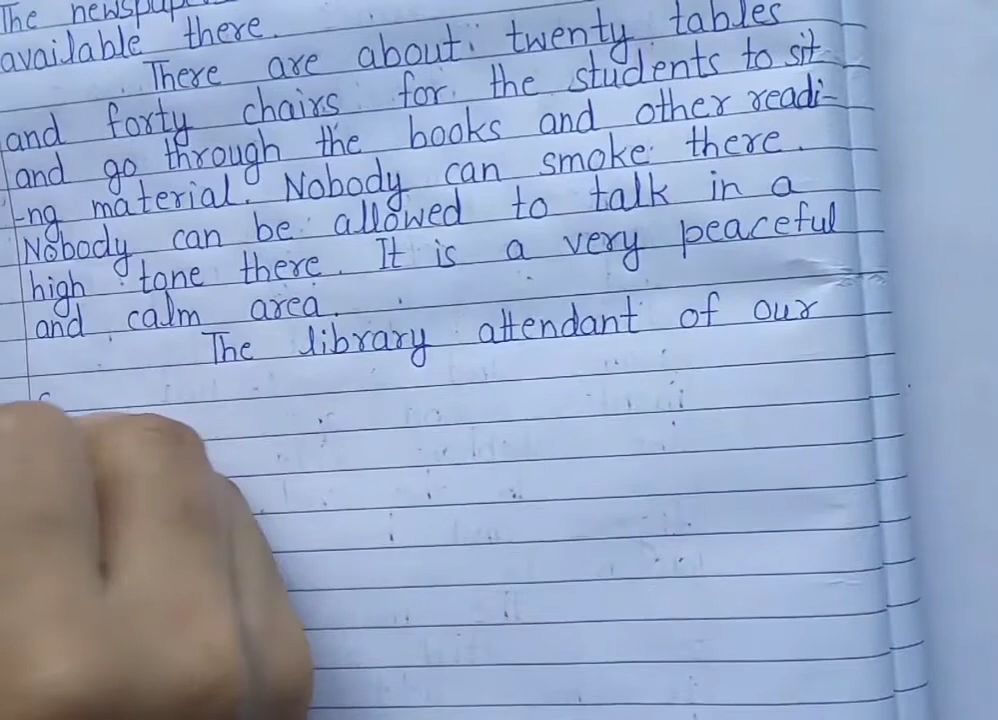 The
available there.
There are about twenty tables
and forty chairs for the students to sit
and go through the books and other readi-
-ng material. Nobody can smoke there.
Nobody can be allowed to talk in a
high tone there. It is a very peaceful
and calm area.
The library attendant of our